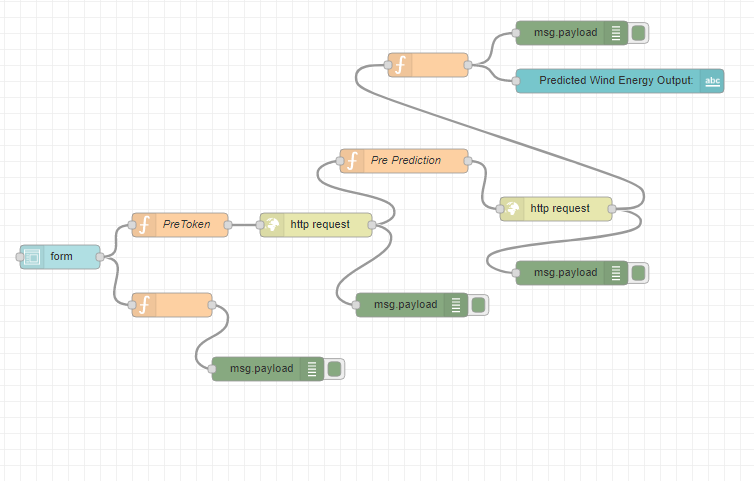 msg.payload
Predicted Wind Energy Output:
abc
Pre Prediction
http request
PreToken
http request
form
msg.payload
msg.payload
msg.payload